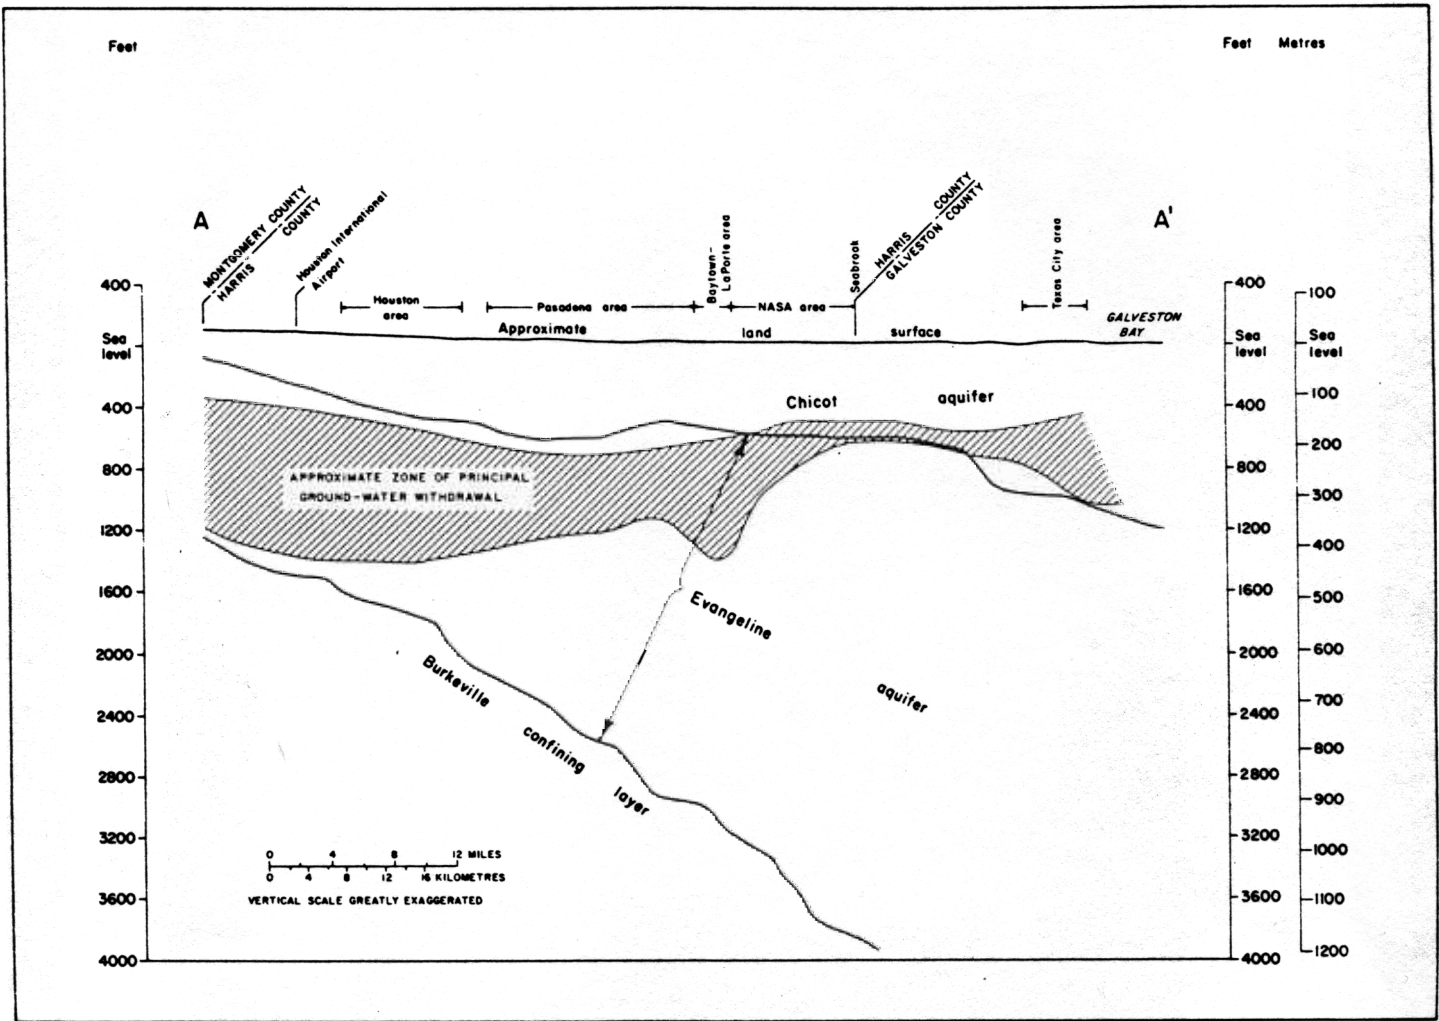 Feet
Feet Metres
A
A'
MONTGOMERY COUNTY
HARRIS COUNTY
Houston International
Airport
Houston
area
Pasadena area
Baytown-
LaPorte area
NASA area
Seabrook
HARRIS COUNTY
GALVESTON COUNTY
Texas City area
GALVESTON
BAY
Approximate land surface
Chicot aquifer
APPROXIMATE ZONE OF PRINCIPAL
GROUND-WATER WITHDRAWAL
Evangeline
aquifer
Burkeville
confining
layer
400
Sea
level
400
800
1200
1600
2000
2400
2800
3200
3600
4000
400
Sea
level
400
800
1200
1600
2000
2400
2800
3200
3600
4000
100
Sea
level
100
200
300
400
500
600
700
800
900
1000
1100
1200
0 4 8 12 MILES
0 4 8 12 16 KILOMETRES
VERTICAL SCALE GREATLY EXAGGERATED